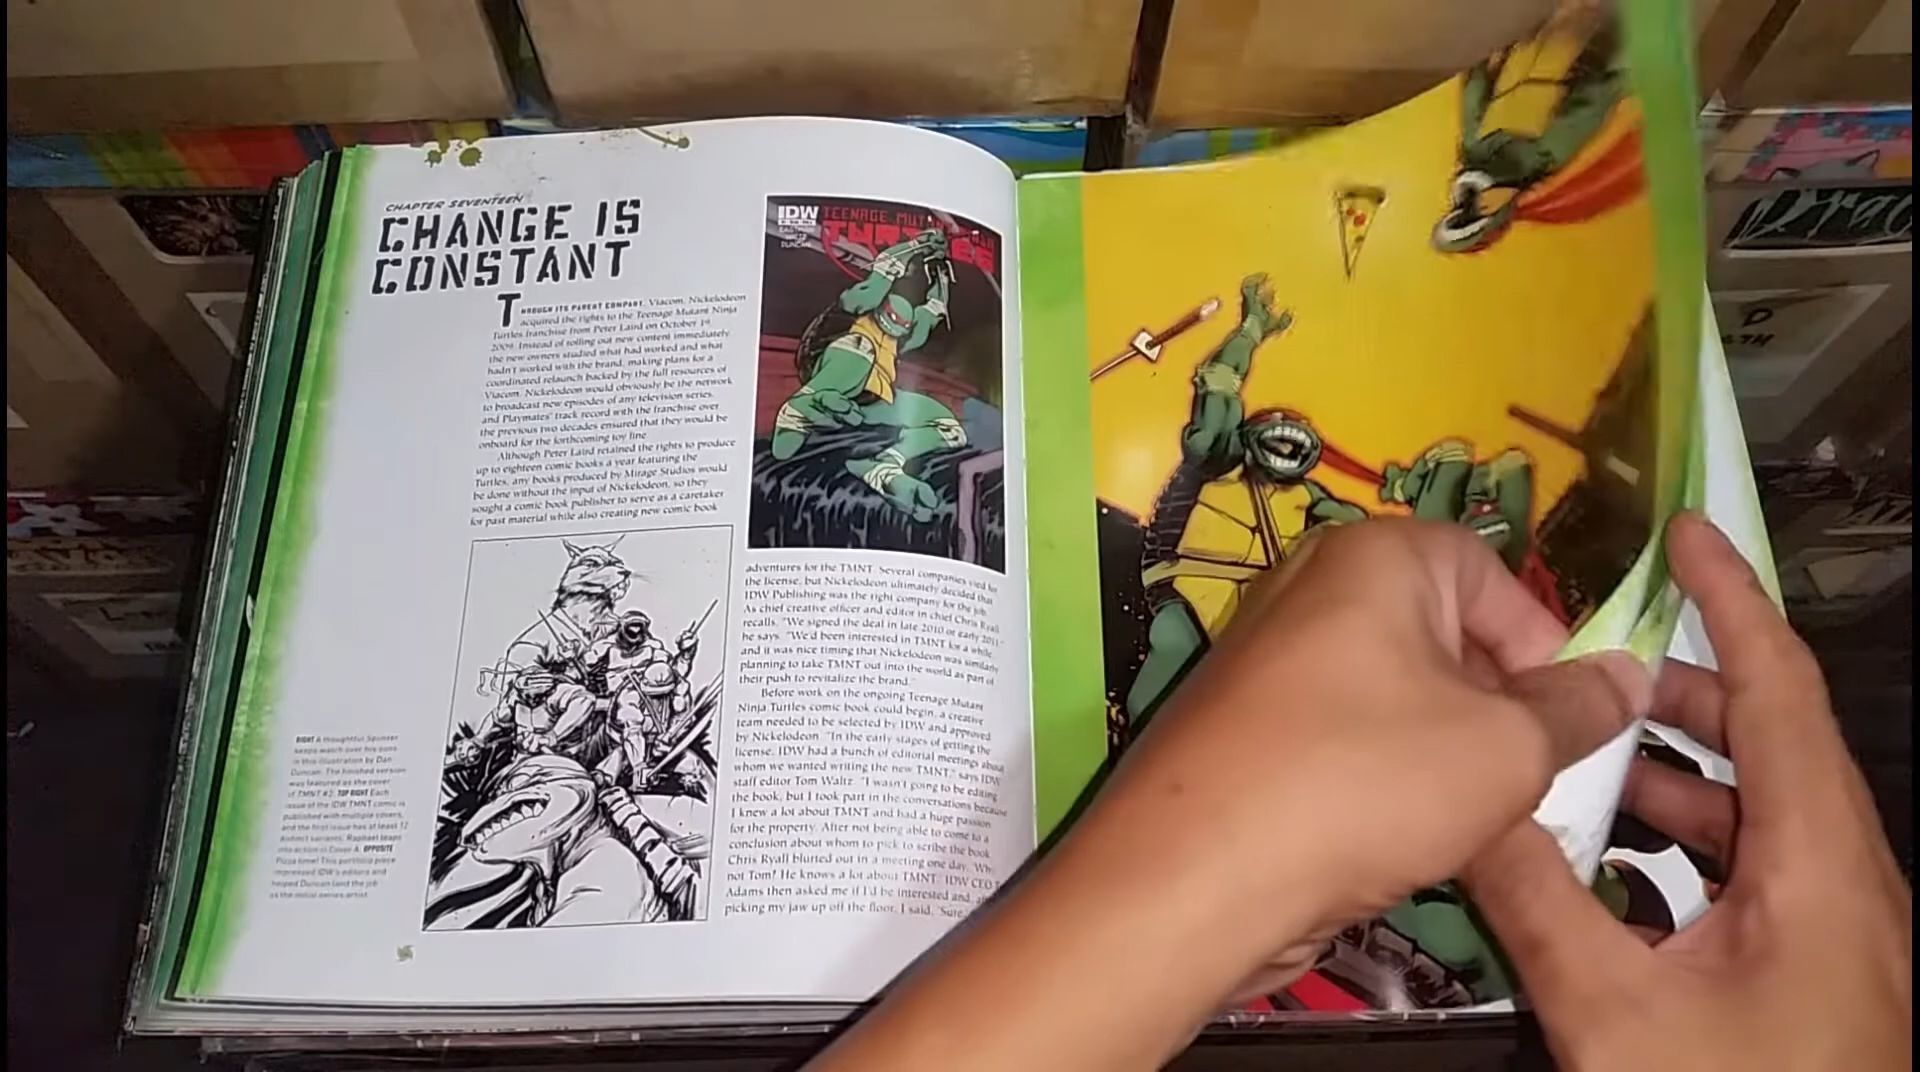 CHAPTER SEVENTEEN
CHANGE IS
CONSTANT
THROUGH ITS PARENT COMPANY, Viacom, Nickelodeon
acquired the rights to the Teenage Mutant Ninja
Turtles franchise from Peter Laird on October 19,
2009. Instead of rolling out new content immediately
the new owners studied what had worked and what
hadn't worked with the brand, making plans for a
coordinated relaunch backed by the full resources of
Viacom. Nickelodeon would obviously be the network
to broadcast new episodes of any television series,
and Playmates' track record with the franchise over
the previous two decades ensured that they would be
onboard for the forthcoming toy line.
Although Peter Laird retained the rights to produce
up to eighteen comic books a year featuring the
Turtles, any books produced by Mirage Studios would
be done without the input of Nickelodeon, so they
sought a comic book publisher to serve as a caretaker
for past material while also creating new comic book
IDW
TEENAGE MUTANT NINJA
TURTLES
EASTMAN
WALTZ
DUNCAN
adventures for the TMNT. Several companies vied for
the license, but Nickelodeon ultimately decided that
IDW Publishing was the right company for the job.
As chief creative officer and editor in chief Chris Ryall
recalls, "We signed the deal in late 2010 or early 2011,"
he says. "We'd been interested in TMNT for a while,
and it was nice timing that Nickelodeon was similarly
planning to take TMNT out into the world as part of
their push to revitalize the brand."
Before work on the ongoing Teenage Mutant
Ninja Turtles comic book could begin, a creative
team needed to be selected by IDW and approved
by Nickelodeon. "In the early stages of getting the
license, IDW had a bunch of editorial meetings about
whom we wanted writing the new TMNT," says IDW
staff editor Tom Waltz. "I wasn't going to be editing
the book, but I took part in the conversations because
I knew a lot about TMNT and had a huge passion
for the property. After not being able to come to a
conclusion about whom to pick to scribe the book,
Chris Ryall blurted out in a meeting one day, 'Why
not Tom? He knows a lot about TMNT.' IDW CEO
Adams then asked me if I'd be interested and,
picking my jaw up off the floor, I said, 'Sure,
RIGHT A thoughtful Splinter
keeps watch over his sons
in this illustration by Dan
Duncan. The finished version
was featured as the cover
of TMNT #2. TOP RIGHT Each
issue of the IDW TMNT comic is
published with multiple covers,
and the first issue has at least 12
distinct variants. Raphael leaps
into action in Cover A. OPPOSITE
Pizza time! This portfolio piece
impressed IDW's editors and
helped Duncan land the job
as the initial series artist.
D